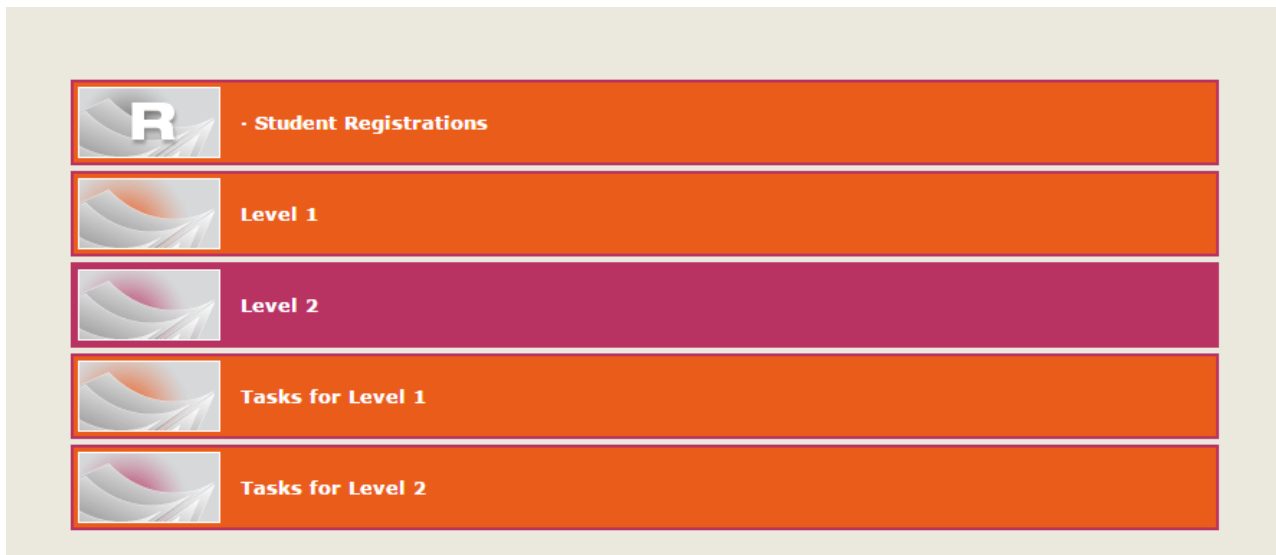 R
· Student Registrations
Level 1
Level 2
Tasks for Level 1
Tasks for Level 2